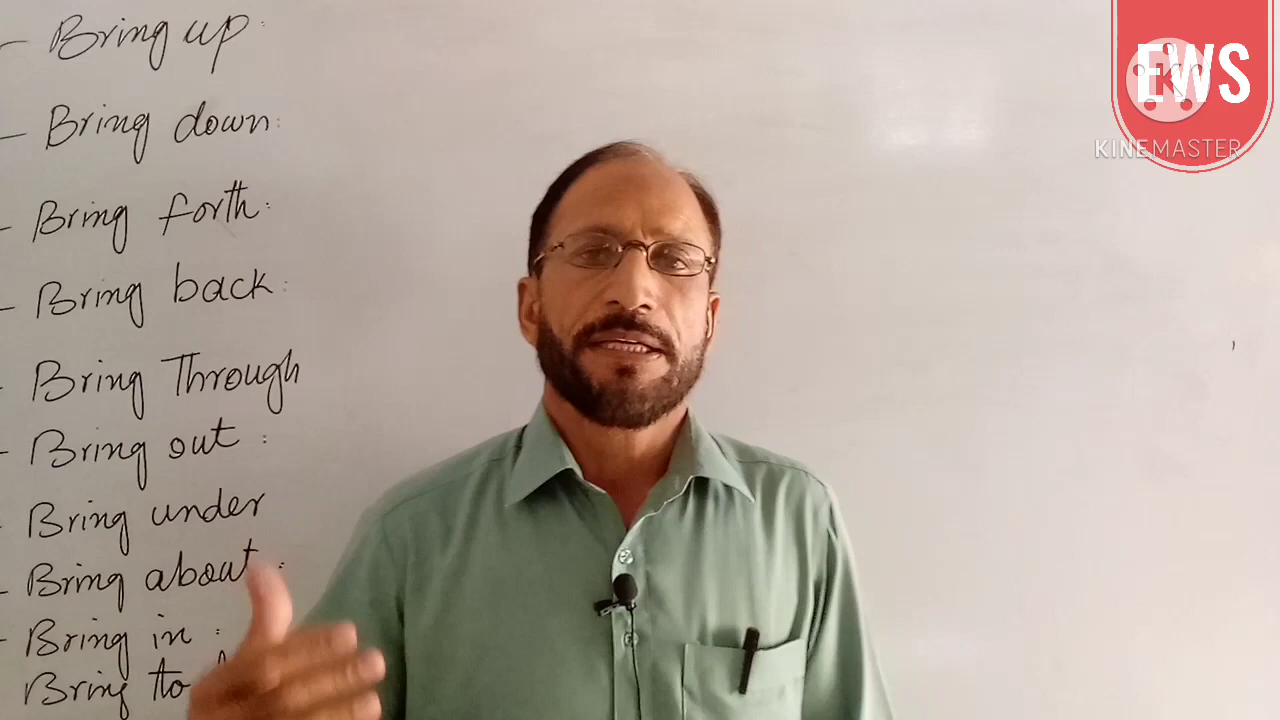 - Bring up:
- Bring down:
- Bring forth:
- Bring back:
- Bring Through
- Bring out:
- Bring under
- Bring about:
- Bring in:
Bring to
EWS
KINEMASTER